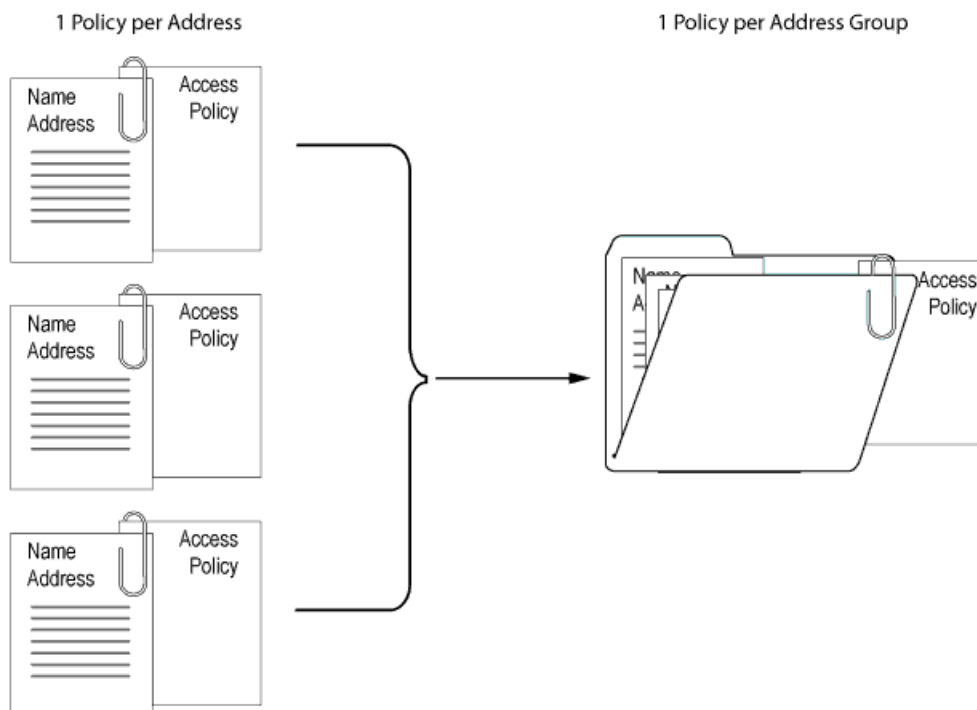 1 Policy per Address
1 Policy per Address Group
Name
Address
Access
Policy
Name
Address
Access
Policy
Name
Address
Access
Policy
Name
Access
Policy